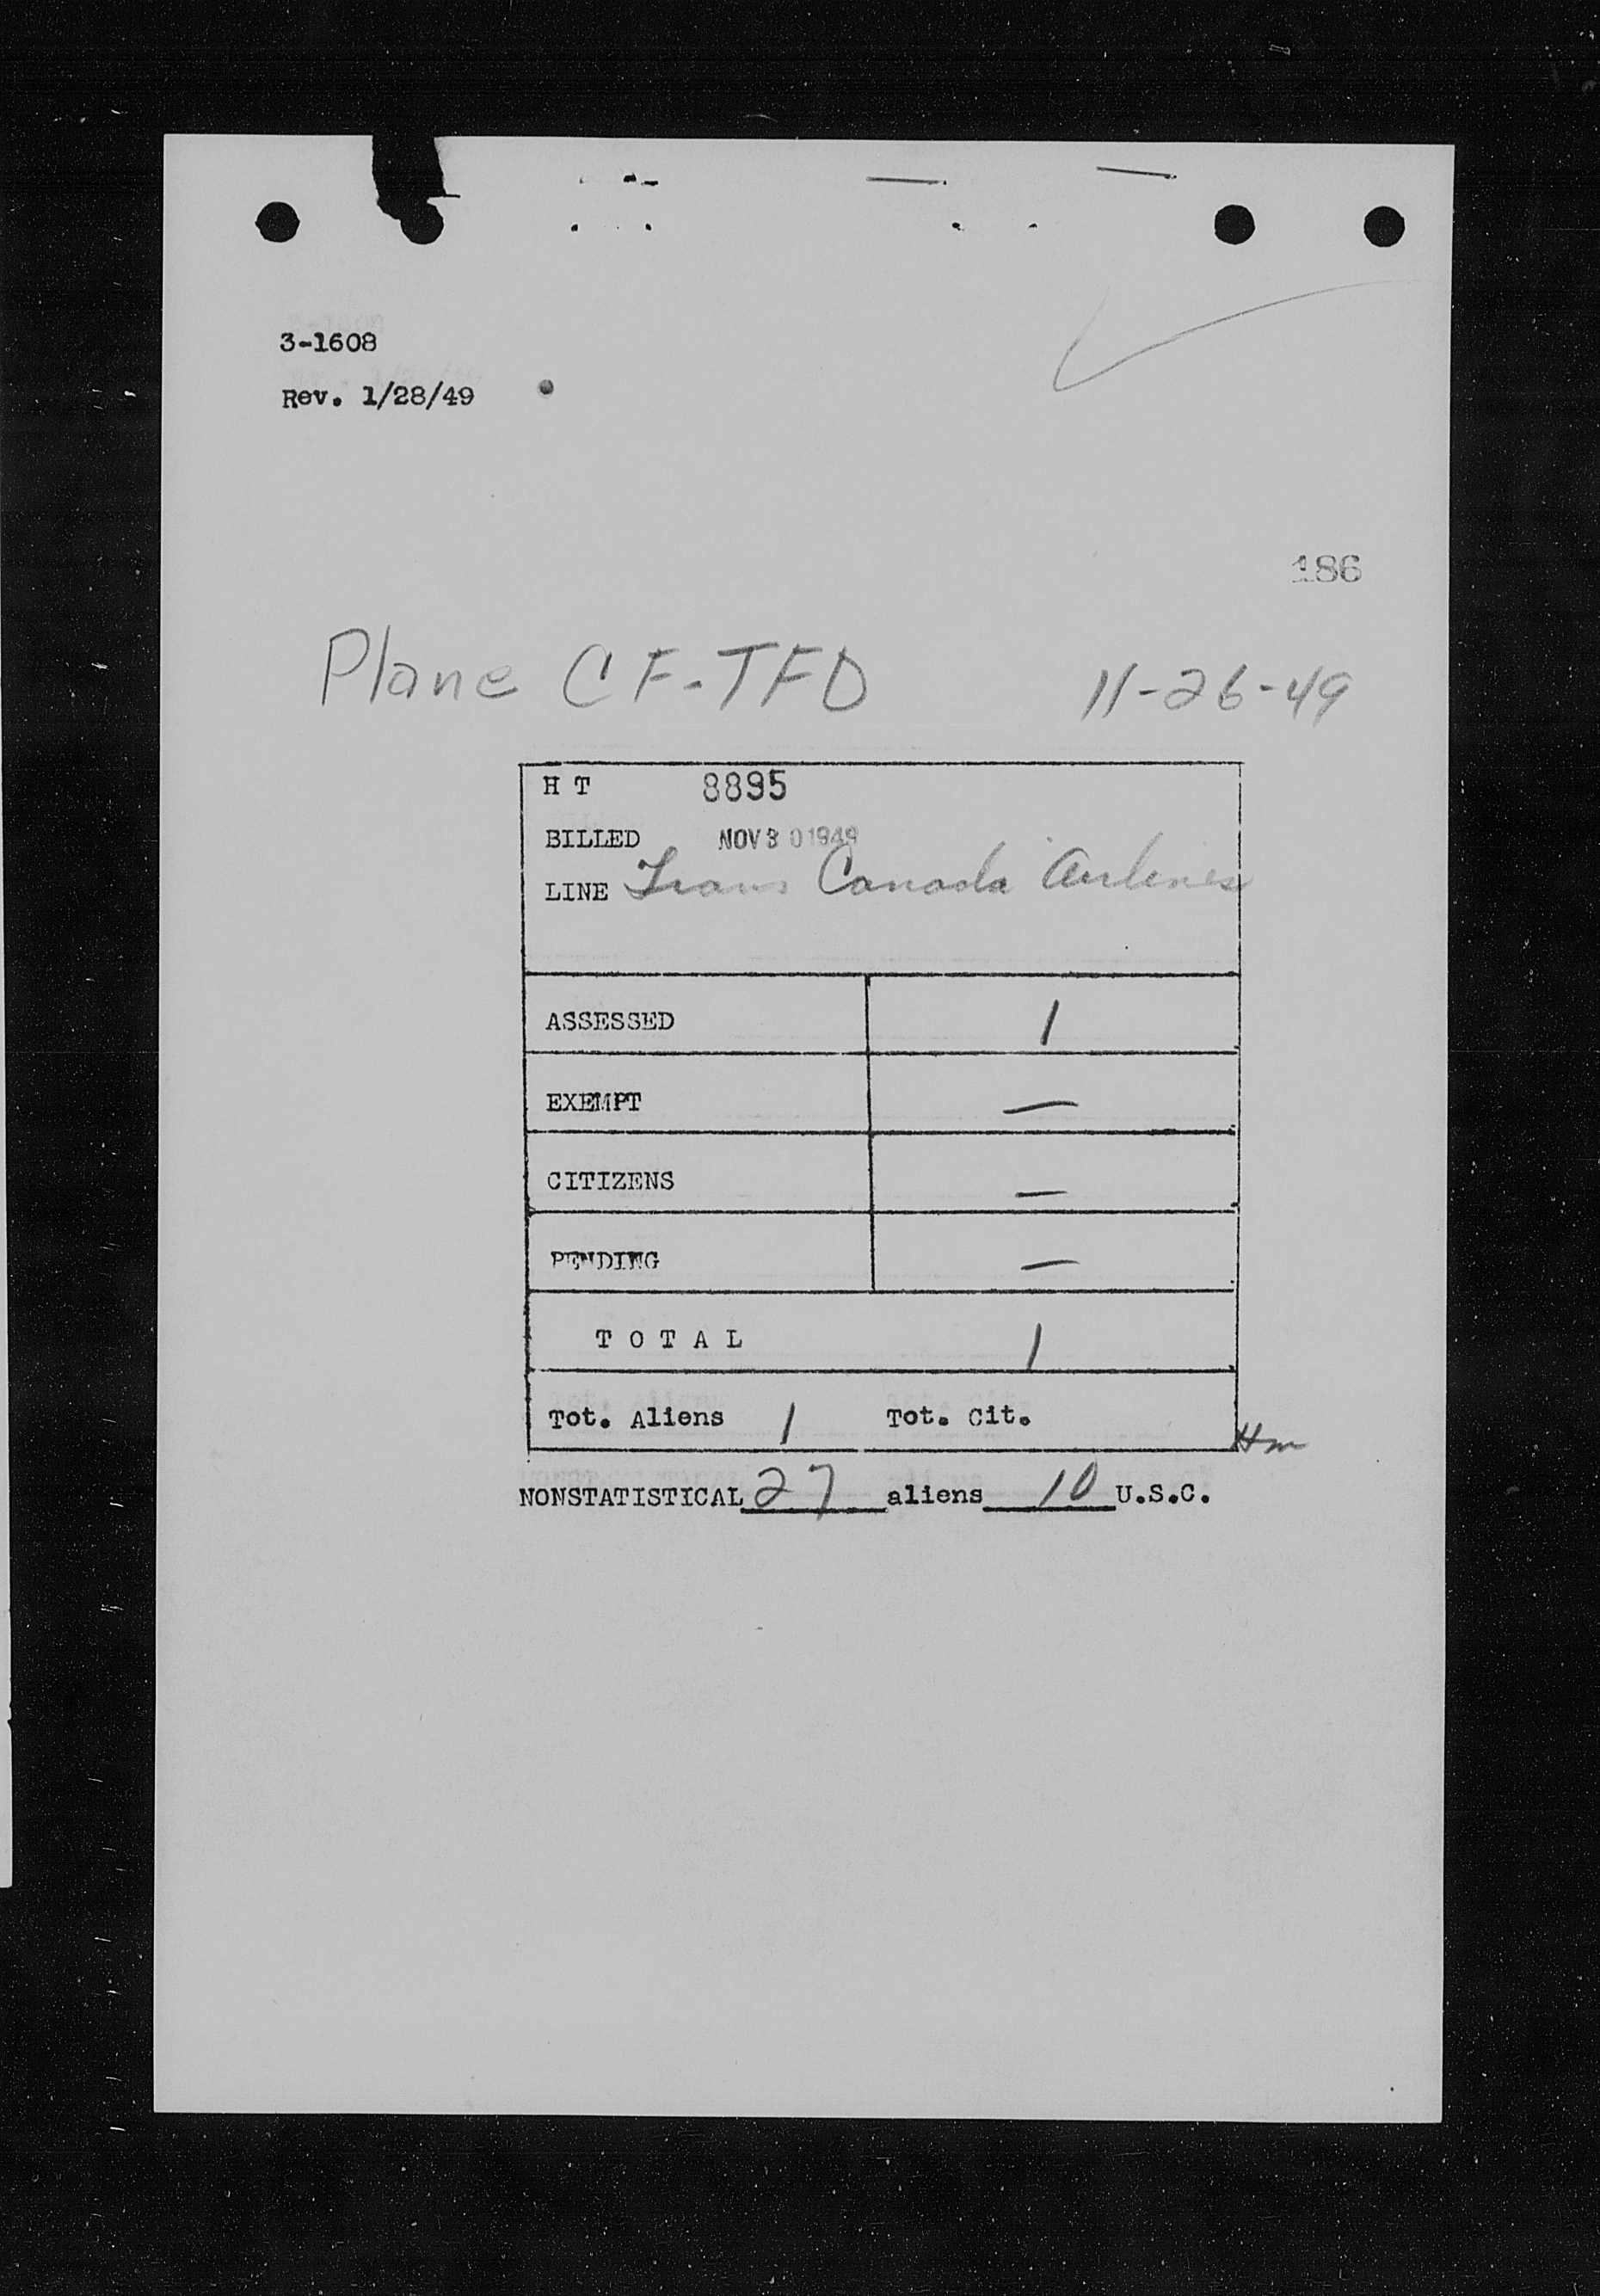 3-1608
Rev. 1/28/49
186
Plane CF-TFD 11-26-49
H T 8895
BILLED NOV 30 1949
LINE Trans Canada Airlines
ASSESSED 1
EXEMPT —
CITIZENS —
PENDING —
T O T A L 1
Tot. Aliens 1 Tot. Cit.
Hm
NONSTATISTICAL 27 aliens 10 U.S.C.